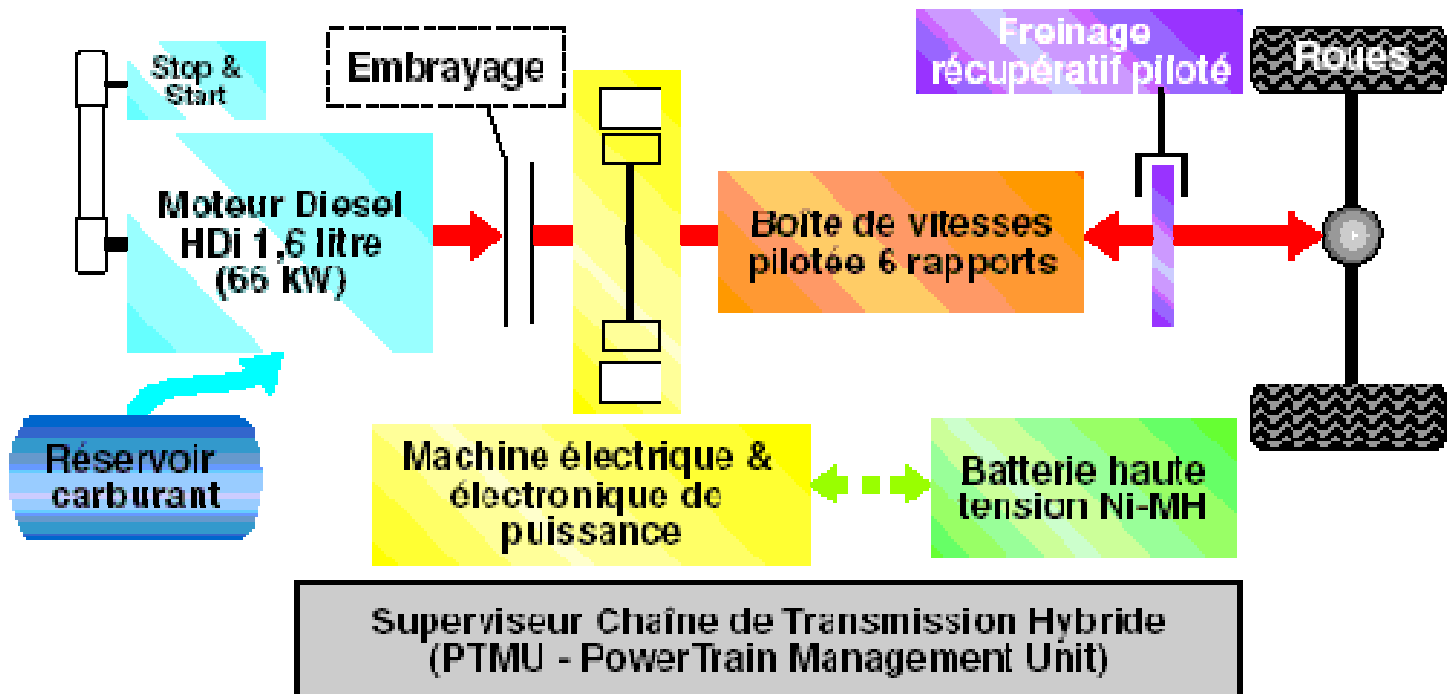 Stop &
Start
Embrayage
Freinage
récupératif piloté
Roues
Moteur Diesel
HDi 1,6 litre
(66 KW)
Boîte de vitesses
pilotée 6 rapports
Réservoir
carburant
Machine électrique &
électronique de
puissance
Batterie haute
tension Ni-MH
Superviseur Chaîne de Transmission Hybride
(PTMU - PowerTrain Management Unit)